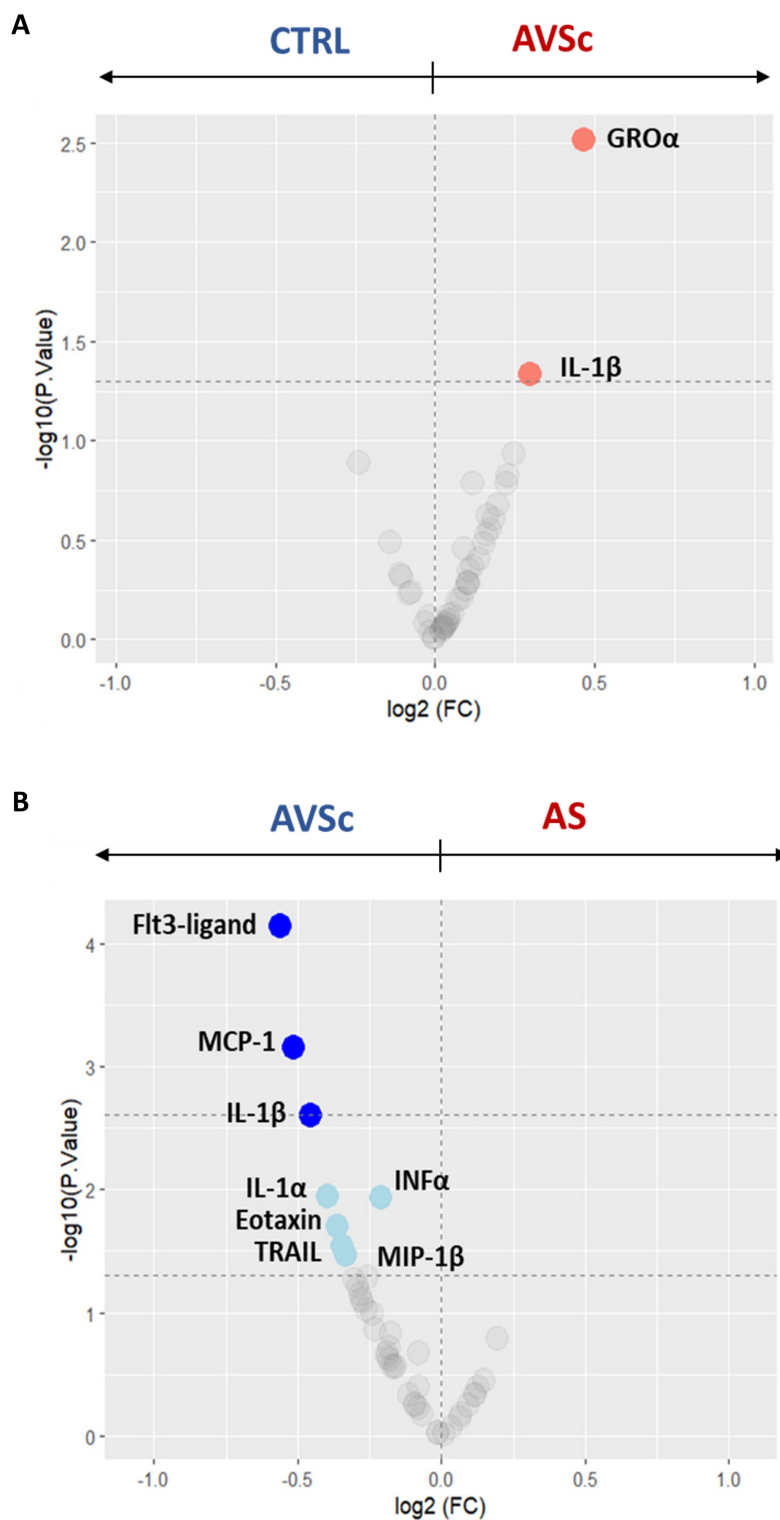 A
CTRL AVSc
2.5
GROα
2.0
1.5
IL-1β
1.0
0.5
0.0
-log10(P.Value)
-1.0 -0.5 0.0 0.5 1.0
log2 (FC)
B
AVSc AS
Flt3-ligand
4
MCP-1
3
IL-1β
IL-1α INFα
2
Eotaxin
TRAIL MIP-1β
1
0
-log10(P.Value)
-1.0 -0.5 0.0 0.5 1.0
log2 (FC)